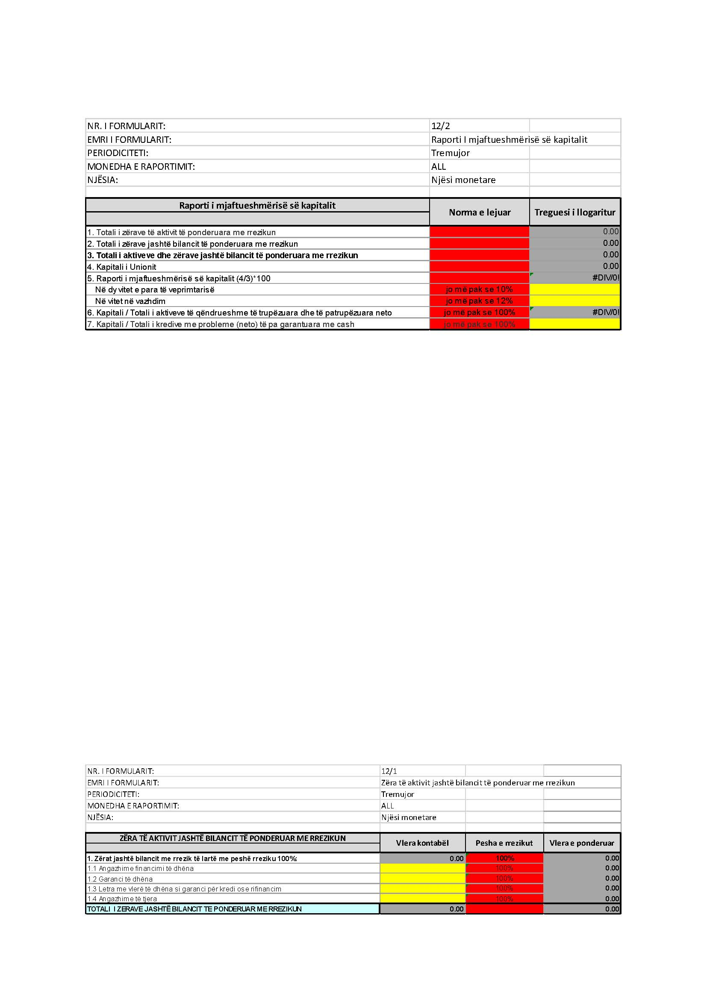 NR. I FORMULARIT: 12/2
EMRI I FORMULARIT: Raporti I mjaftueshmërisë së kapitalit
PERIODICITETI: Tremujor
MONEDHA E RAPORTIMIT: ALL
NJËSIA: Njësi monetare
Raporti i mjaftueshmërisë së kapitalit Norma e lejuar Treguesi i llogaritur
1. Totali i zërave të aktivit të ponderuara me rrezikun 0.00
2. Totali i zërave jashtë bilancit të ponderuara me rrezikun 0.00
3. Totali i aktiveve dhe zërave jashtë bilancit të ponderuara me rrezikun 0.00
4. Kapitali i Unionit 0.00
5. Raporti i mjaftueshmërisë së kapitalit (4/3)*100 #DIV/0!
Në dy vitet e para të veprimtarisë jo më pak se 10%
Në vitet në vazhdim jo më pak se 12%
6. Kapitali / Totali i aktiveve të qëndrueshme të trupëzuara dhe të patrupëzuara neto jo më pak se 100% #DIV/0!
7. Kapitali / Totali i kredive me probleme (neto) të pa garantuara me cash jo më pak se 100%
NR. I FORMULARIT: 12/1
EMRI I FORMULARIT: Zëra të aktivit jashtë bilancit të ponderuar me rrezikun
PERIODICITETI: Tremujor
MONEDHA E RAPORTIMIT: ALL
NJËSIA: Njësi monetare
ZËRA TË AKTIVIT JASHTË BILANCIT TË PONDERUAR ME RREZIKUN Vlera kontabël Pesha e rrezikut Vlera e ponderuar
1. Zërat jashtë bilancit me rrezik të lartë me peshë rreziku 100%: 0.00 100% 0.00
1.1 Angazhime financimi të dhëna 100% 0.00
1.2 Garanci të dhëna 100% 0.00
1.3 Letra me vlerë të dhëna si garanci për kredi ose rifinancim 100% 0.00
1.4 Angazhime të tjera 100% 0.00
TOTALI I ZERAVE JASHTË BILANCIT TE PONDERUAR ME RREZIKUN 0.00 0.00